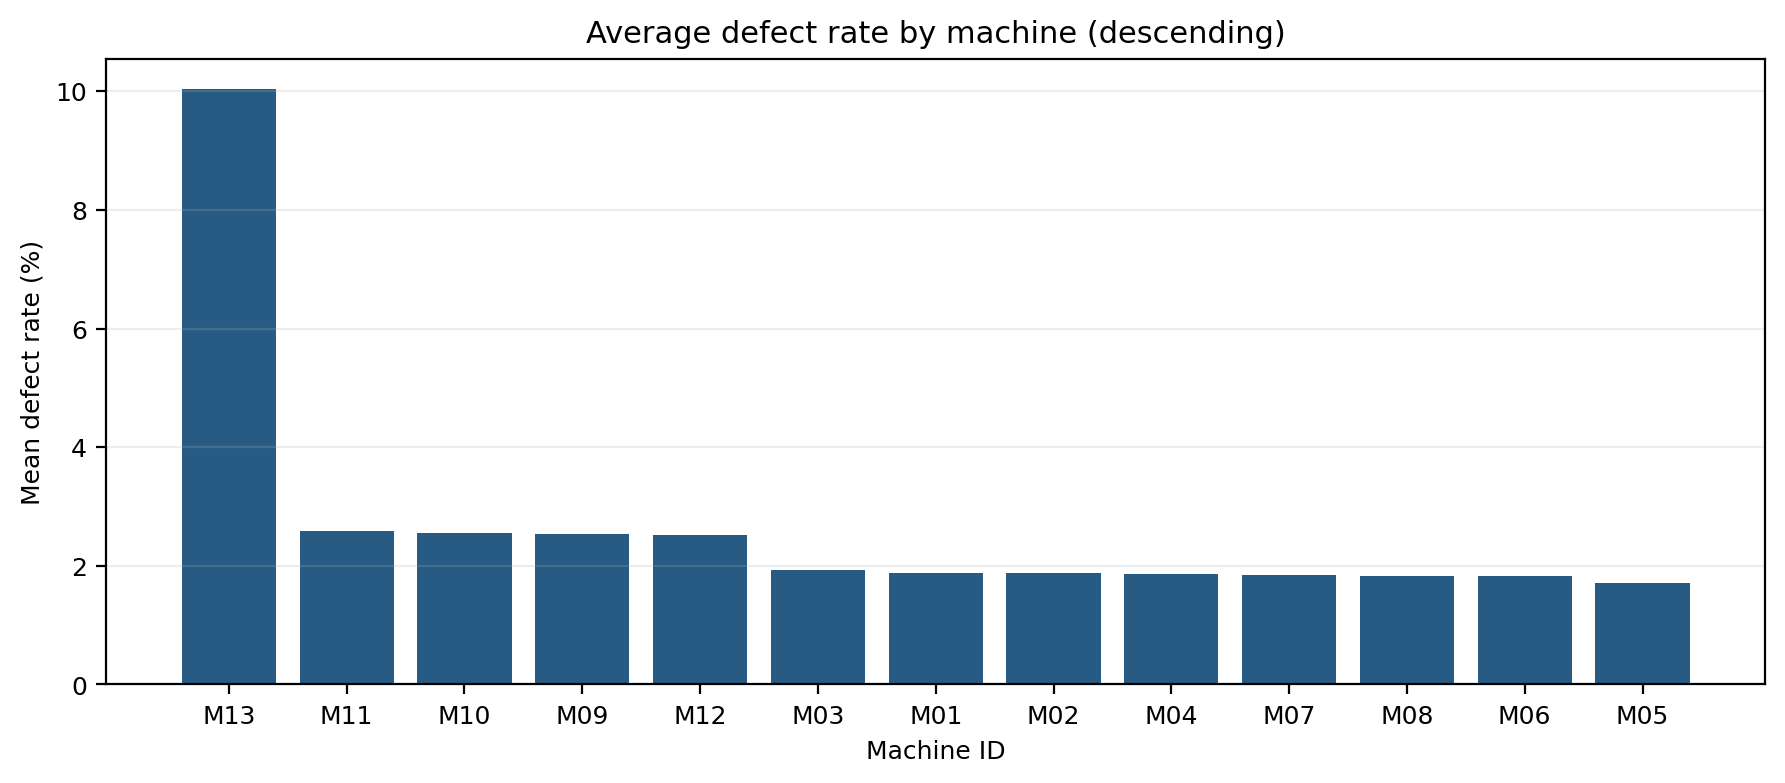 Average defect rate by machine (descending)
Mean defect rate (%)
10
8
6
4
2
0
M13 M11 M10 M09 M12 M03 M01 M02 M04 M07 M08 M06 M05
Machine ID